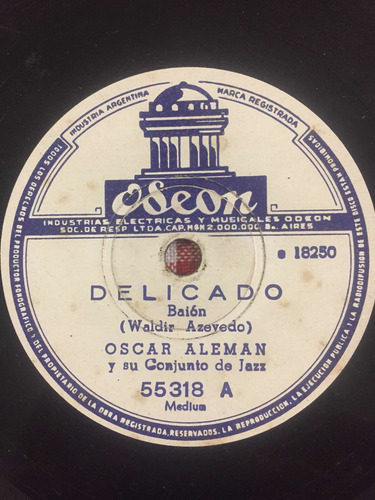 INDUSTRIA ARGENTINA
MARCA REGISTRADA
Odeon
INDUSTRIAS ELECTRICAS Y MUSICALES ODEON
SOC. DE RESP. LTDA. CAP. M$N 2.000.000 Bs. AIRES
18250
DELICADO
Baión
(Waldir Azevedo)
OSCAR ALEMAN
y su Conjunto de Jazz
55318 A
Medium
TODOS LOS DERECHOS DEL PRODUCTOR FONOGRAFICO Y DEL PROPIETARIO DE LA OBRA REGISTRADA, RESERVADOS. LA REPRODUCCION, LA EJECUCION PUBLICA Y LA RADIODIFUSION DE ESTE DISCO ESTAN PROHIBIDOS